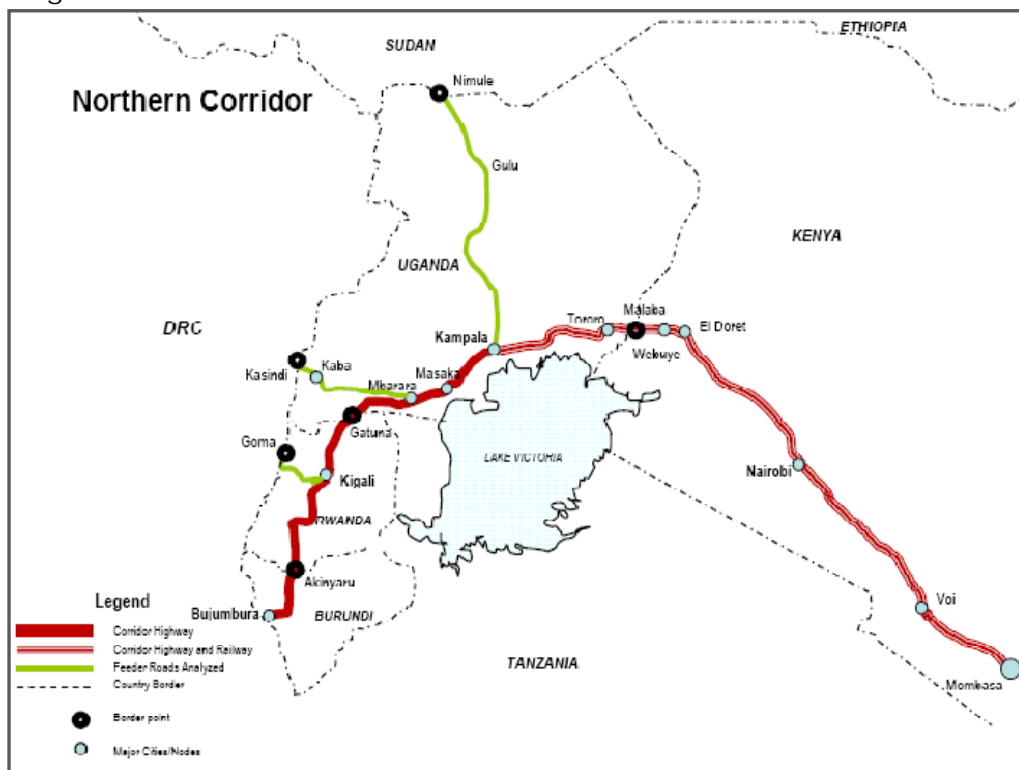 SUDAN
ETHIOPIA
Northern Corridor
Nimule
Gulu
KENYA
UGANDA
DRC
Tororo
Malaba
El Doret
Kampala
Webuye
Kasindi
Kaba
Masaka
Mbarara
Gatuna
Goma
LAKE VICTORIA
Nairobi
Kigali
RWANDA
Akinyaru
Voi
Legend
Bujumbura
BURUNDI
Corridor Highway
Corridor Highway and Railway
TANZANIA
Feeder Roads Analyzed
Country Border
Mombasa
Border point
Major Cities/Nodes